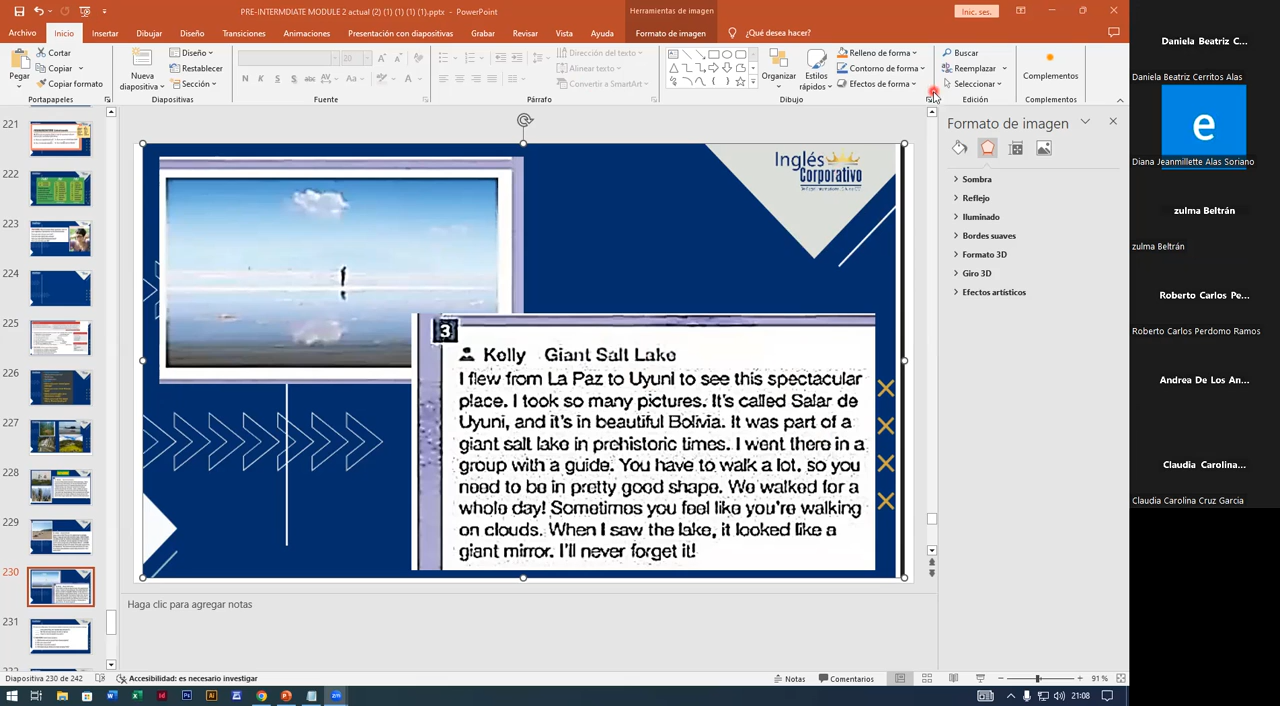 PRE-INTERMDIATE MODULE 2 actual (2) (1) (1) (1).pptx - PowerPoint
Herramientas de imagen
Inic. ses.
Archivo Inicio Insertar Dibujar Diseño Transiciones Animaciones Presentación con diapositivas Grabar Revisar Vista Ayuda Formato de imagen ¿Qué desea hacer?
Pegar
Cortar
Copiar
Copiar formato
Portapapeles
Nueva
diapositiva
Diseño
Restablecer
Sección
Diapositivas
20
N K S S abc AV Aa A
Fuente
Dirección del texto
Alinear texto
Convertir a SmartArt
Párrafo
Organizar
Estilos
rápidos
Relleno de forma
Contorno de forma
Efectos de forma
Dibujo
Buscar
Reemplazar
Seleccionar
Edición
Complementos
Complementos
221
222
223
224
225
226
227
228
229
230
231
Inglés
Corporativo
3
Kelly Giant Salt Lake
I flew from La Paz to Uyuni to see this spectacular
place. I took so many pictures. It's called Salar de
Uyuni, and it's in beautiful Bolivia. It was part of a
giant salt lake in prehistoric times. I went there in a
group with a guide. You have to walk a lot, so you
need to be in pretty good shape. We walked for a
whole day! Sometimes you feel like you're walking
on clouds. When I saw the lake, it looked like a
giant mirror. I'll never forget it!
Haga clic para agregar notas
Formato de imagen
Sombra
Reflejo
Iluminado
Bordes suaves
Formato 3D
Giro 3D
Efectos artísticos
Daniela Beatriz C...
Daniela Beatriz Cerritos Alas
e
Diana Jeanmillette Alas Soriano
zulma Beltrán
zulma Beltrán
Roberto Carlos Pe...
Roberto Carlos Perdomo Ramos
Andrea De Los An...
Claudia Carolina...
Claudia Carolina Cruz Garcia
Diapositiva 230 de 242
Accesibilidad: es necesario investigar
Notas
Comentarios
91 %
21:08